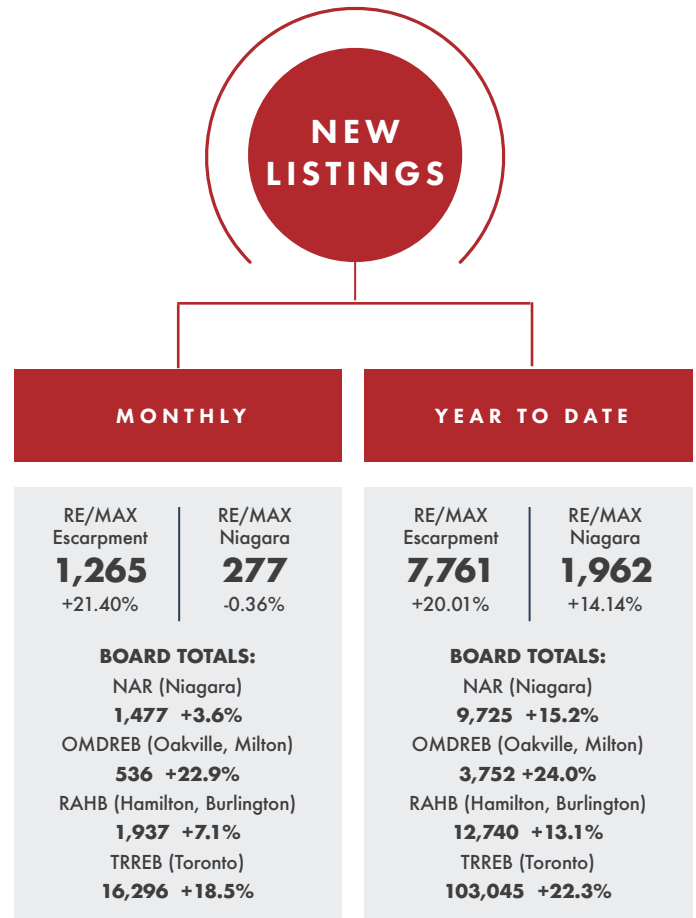 NEW
LISTINGS
MONTHLY
RE/MAX
Escarpment
1,265
+21.40%
RE/MAX
Niagara
277
-0.36%
BOARD TOTALS:
NAR (Niagara)
1,477 +3.6%
OMDREB (Oakville, Milton)
536 +22.9%
RAHB (Hamilton, Burlington)
1,937 +7.1%
TRREB (Toronto)
16,296 +18.5%
YEAR TO DATE
RE/MAX
Escarpment
7,761
+20.01%
RE/MAX
Niagara
1,962
+14.14%
BOARD TOTALS:
NAR (Niagara)
9,725 +15.2%
OMDREB (Oakville, Milton)
3,752 +24.0%
RAHB (Hamilton, Burlington)
12,740 +13.1%
TRREB (Toronto)
103,045 +22.3%